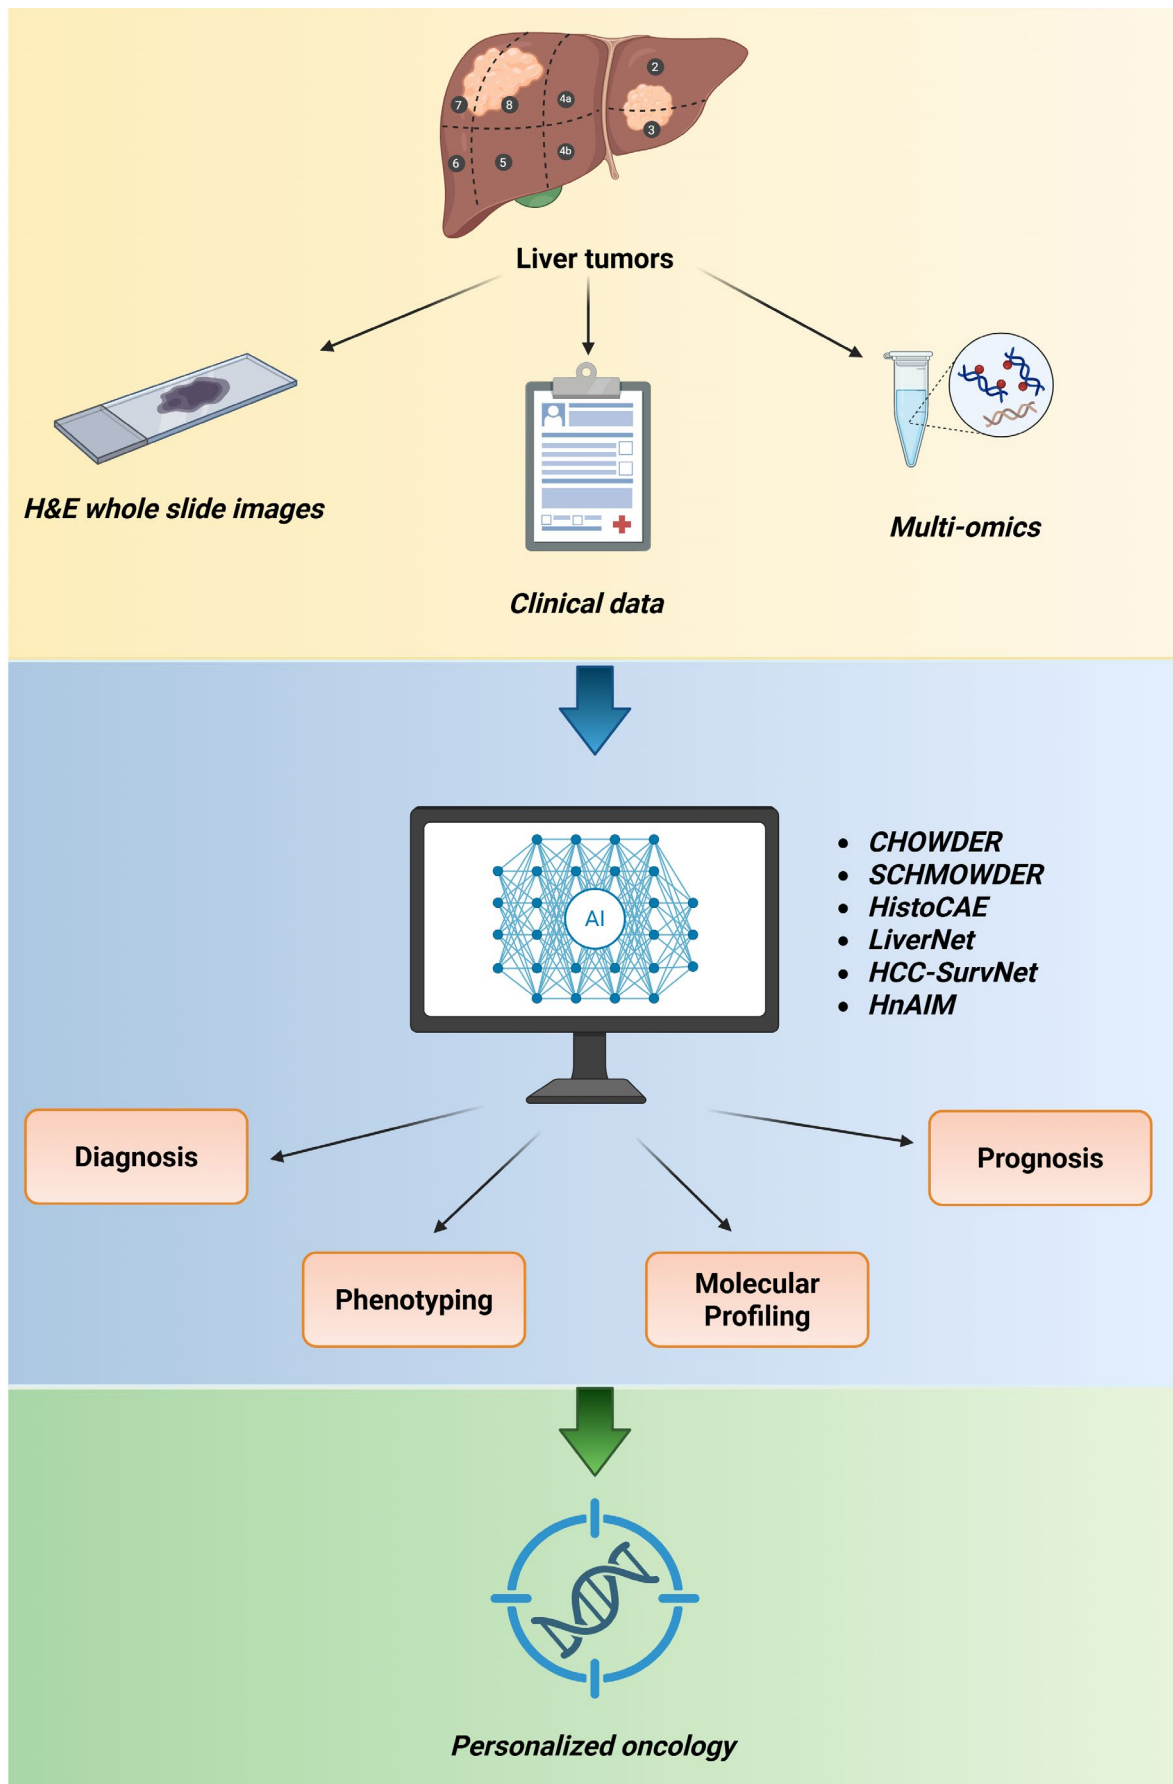 2
7
8
4a
3
6
5
4b
Liver tumors
H&E whole slide images
Multi-omics
Clinical data
AI
• CHOWDER
• SCHMOWDER
• HistoCAE
• LiverNet
• HCC-SurvNet
• HnAIM
Diagnosis
Prognosis
Phenotyping
Molecular
Profiling
Personalized oncology